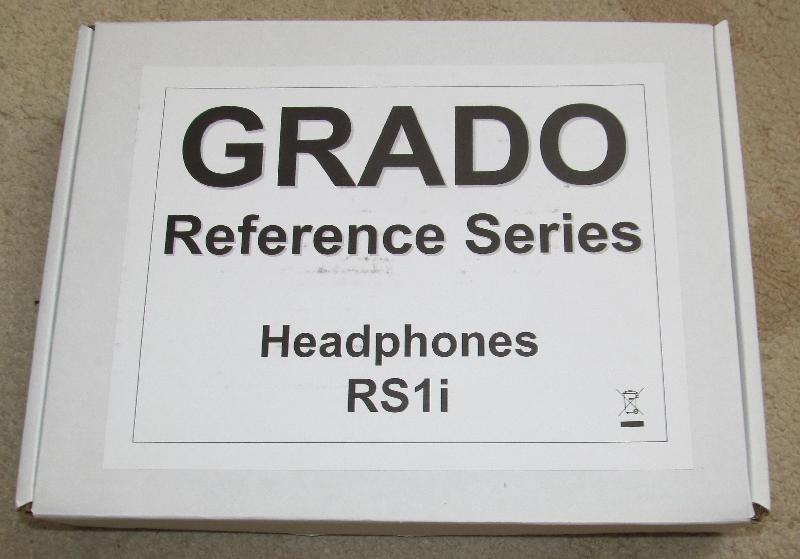 GRADO
Reference Series
Headphones
RS1i